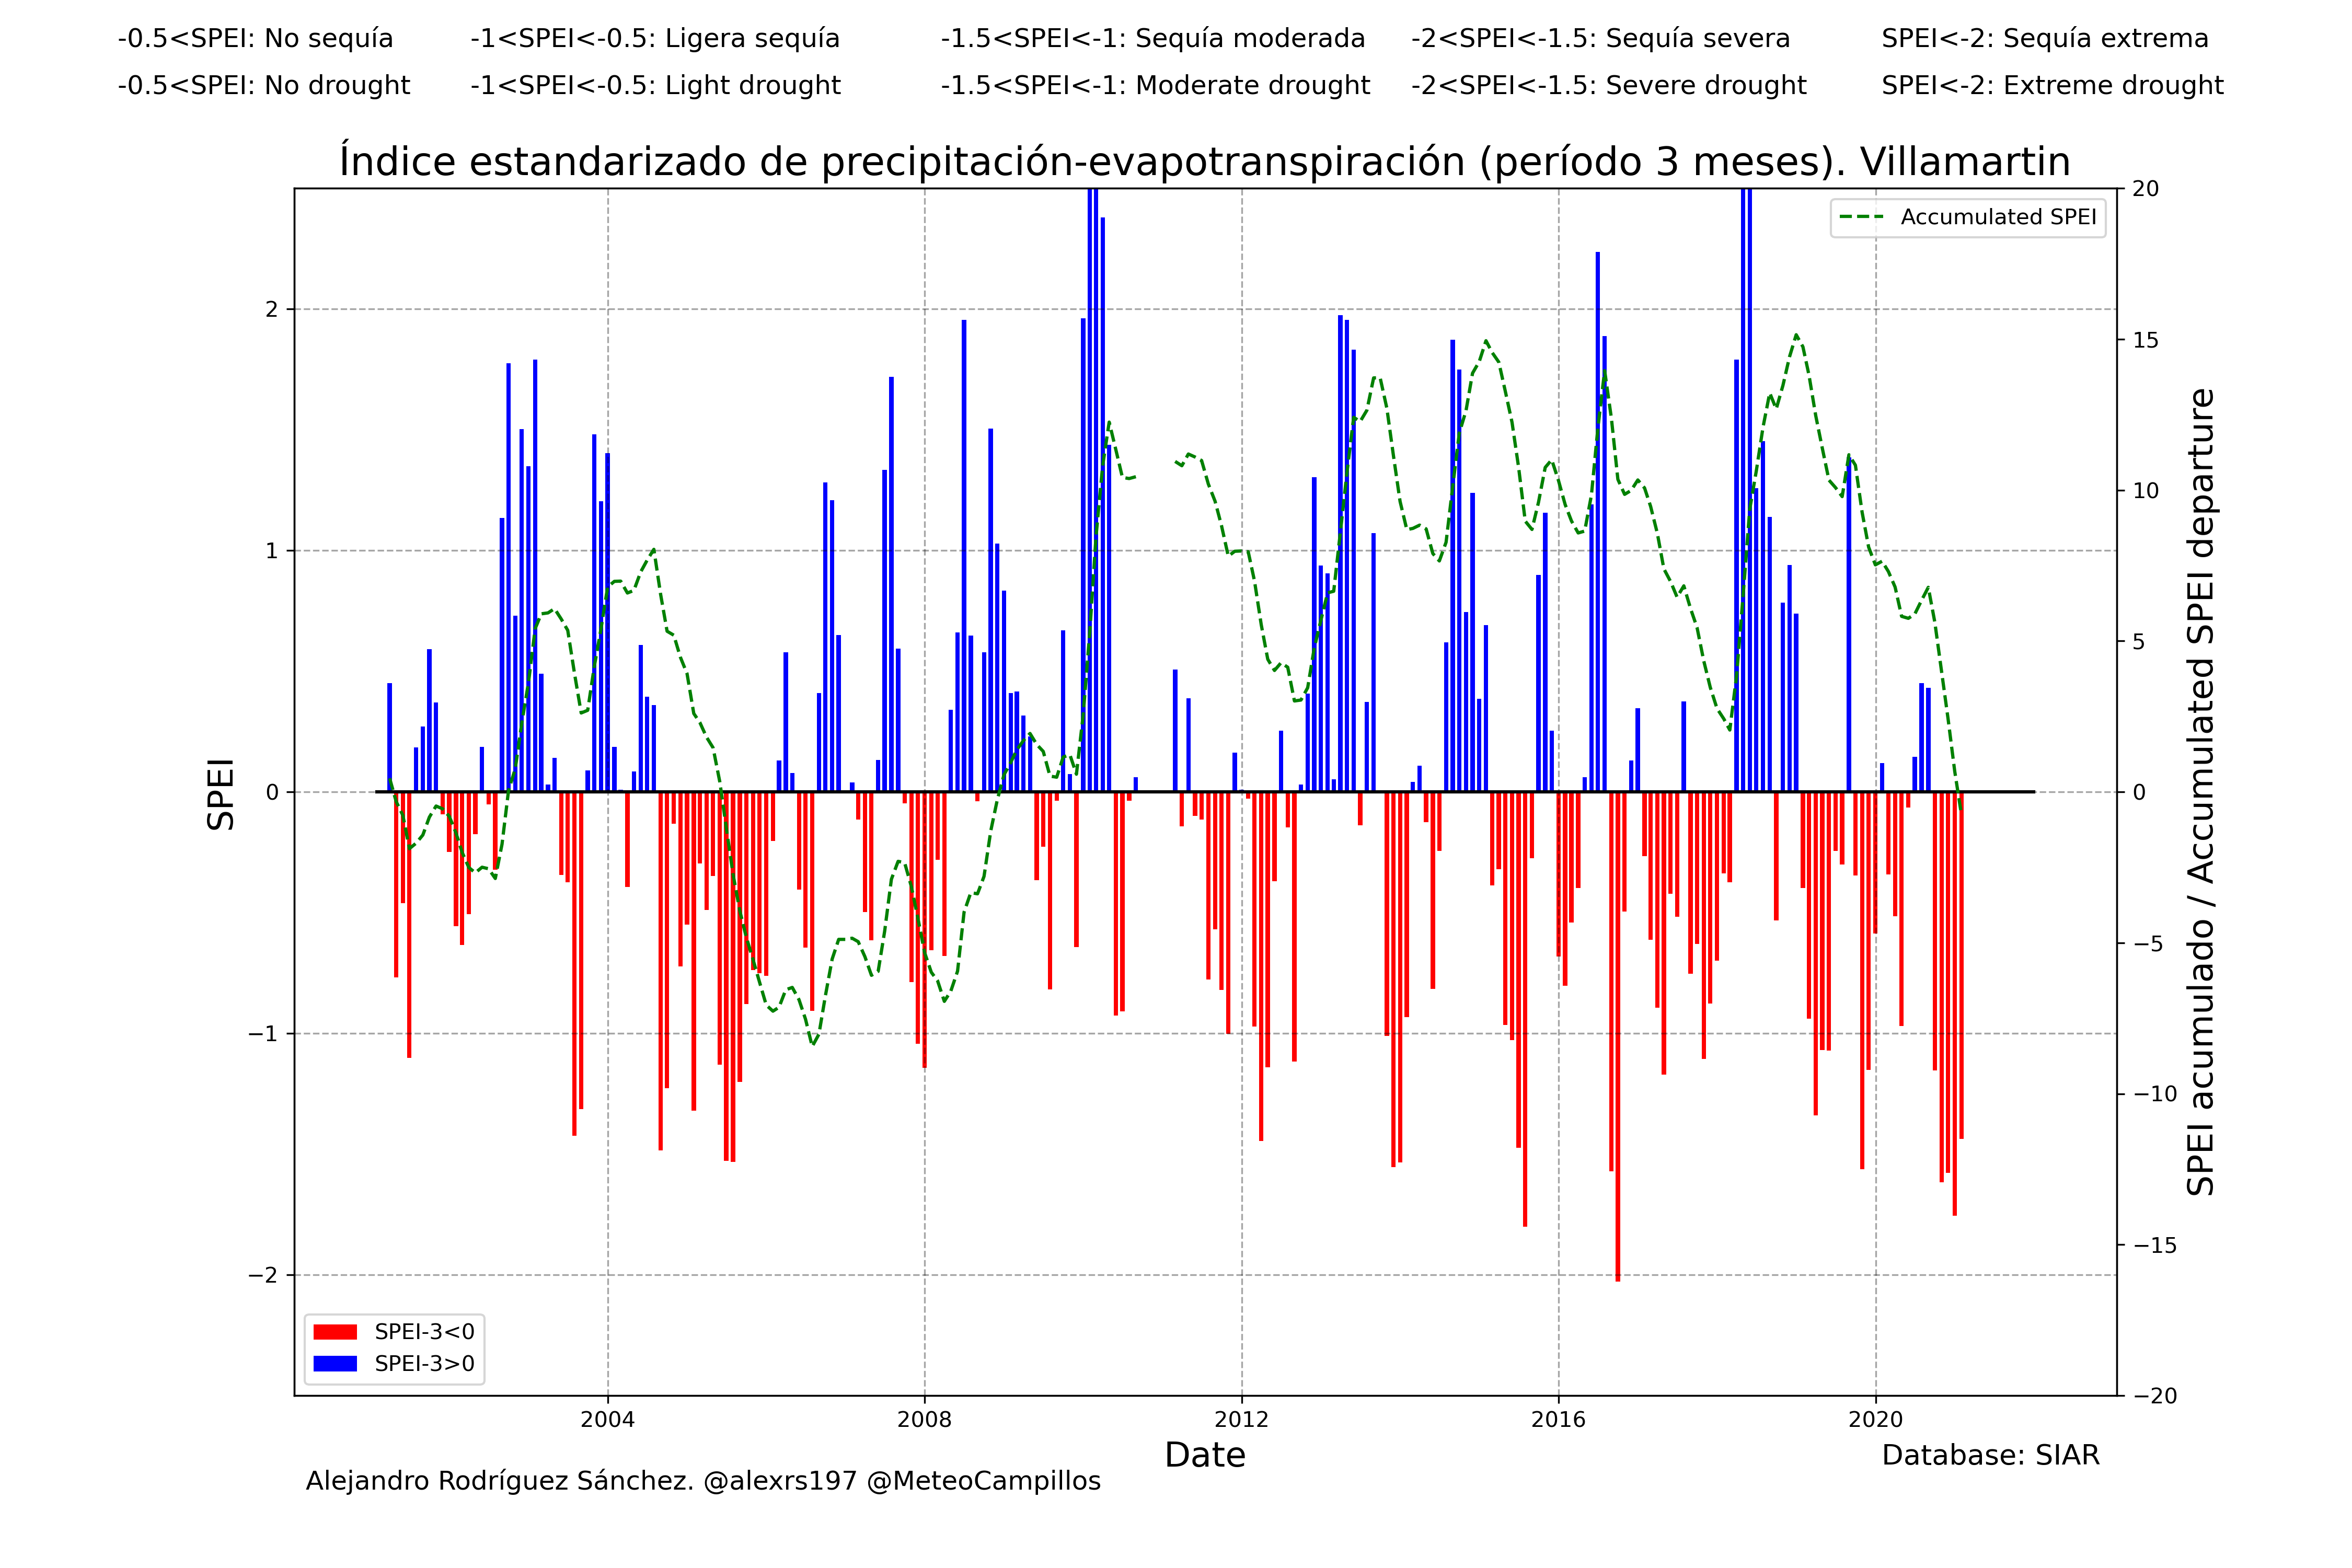 -0.5<SPEI: No sequía -1<SPEI<-0.5: Ligera sequía -1.5<SPEI<-1: Sequía moderada -2<SPEI<-1.5: Sequía severa SPEI<-2: Sequía extrema
-0.5<SPEI: No drought -1<SPEI<-0.5: Light drought -1.5<SPEI<-1: Moderate drought -2<SPEI<-1.5: Severe drought SPEI<-2: Extreme drought
Índice estandarizado de precipitación-evapotranspiración (período 3 meses). Villamartin
Accumulated SPEI
SPEI
2
1
0
−1
−2
20
15
10
5
0
−5
−10
−15
−20
SPEI acumulado / Accumulated SPEI departure
SPEI-3<0
SPEI-3>0
2004 2008 2012 2016 2020
Date
Database: SIAR
Alejandro Rodríguez Sánchez. @alexrs197 @MeteoCampillos